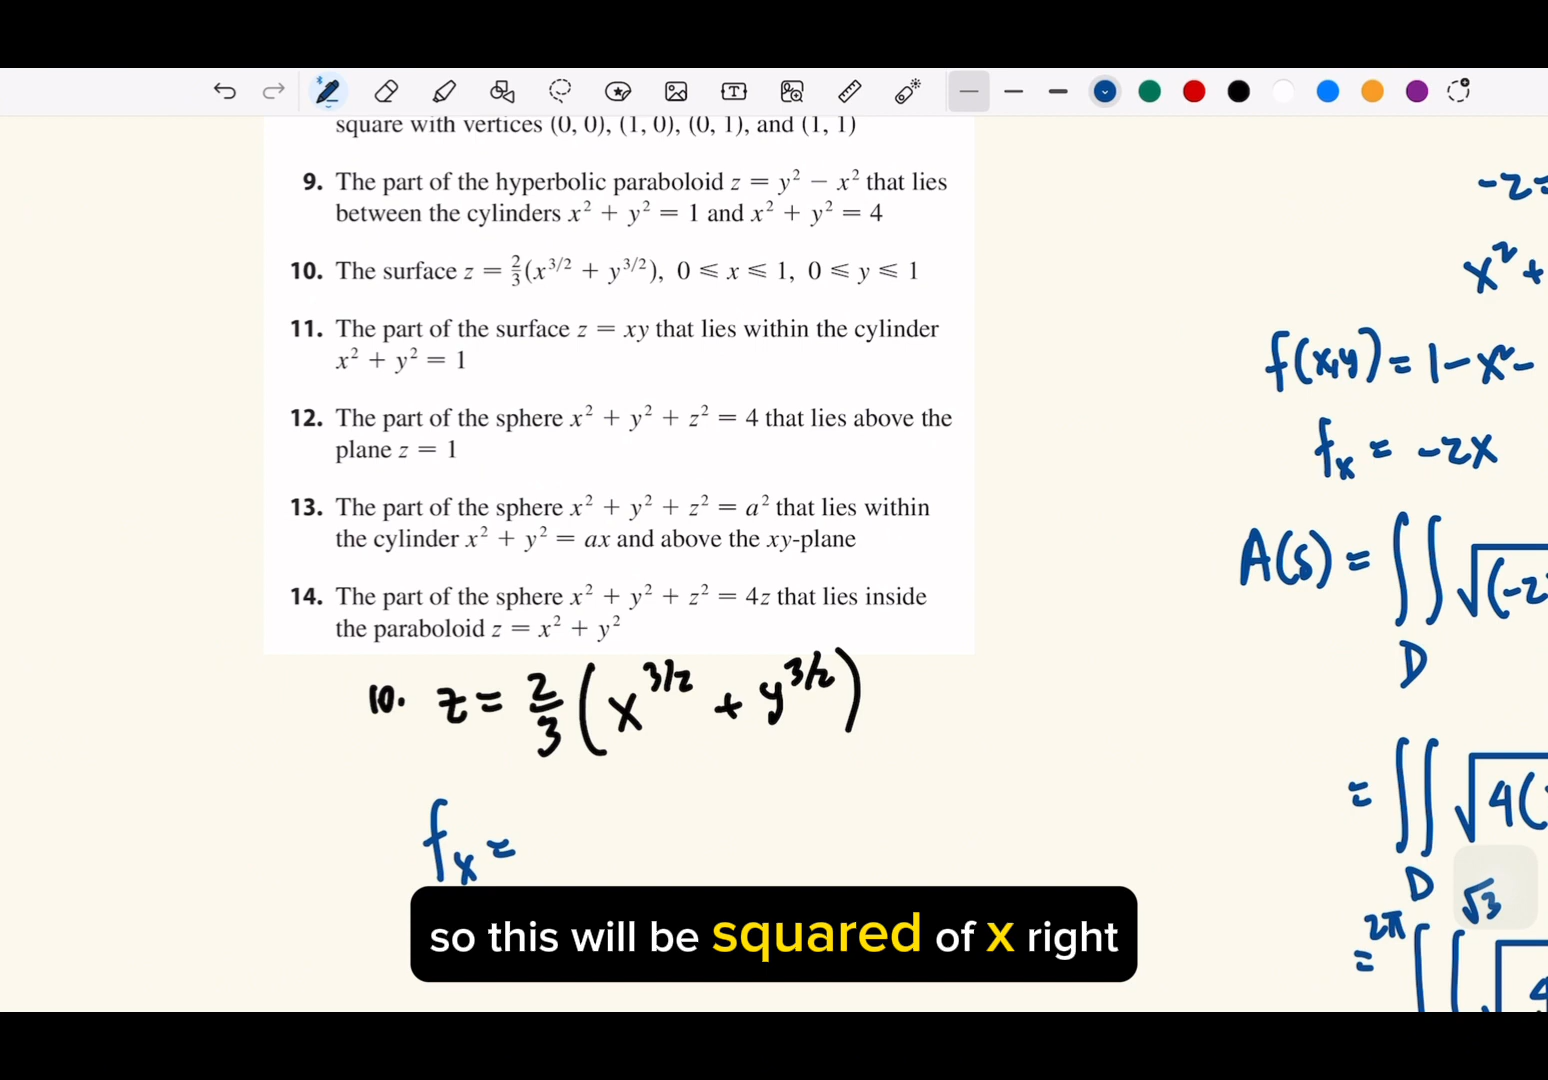 square with vertices (0, 0), (1, 0), (0, 1), and (1, 1)
9. The part of the hyperbolic paraboloid z = y² − x² that lies
between the cylinders x² + y² = 1 and x² + y² = 4
10. The surface z = 2/3(x^{3/2} + y^{3/2}), 0 ⩽ x ⩽ 1, 0 ⩽ y ⩽ 1
11. The part of the surface z = xy that lies within the cylinder
x² + y² = 1
12. The part of the sphere x² + y² + z² = 4 that lies above the
plane z = 1
13. The part of the sphere x² + y² + z² = a² that lies within
the cylinder x² + y² = ax and above the xy-plane
14. The part of the sphere x² + y² + z² = 4z that lies inside
the paraboloid z = x² + y²
10. z = 2/3 (x^{3/2} + y^{3/2})
f_x =
so this will be squared of x right
-z=
x² +
f(x,y) = 1 - x² -
f_x = -2x
A(S) = ∬ √(-2
D
= ∬ √4(
D
2π √3
= ∫ ∫ √4